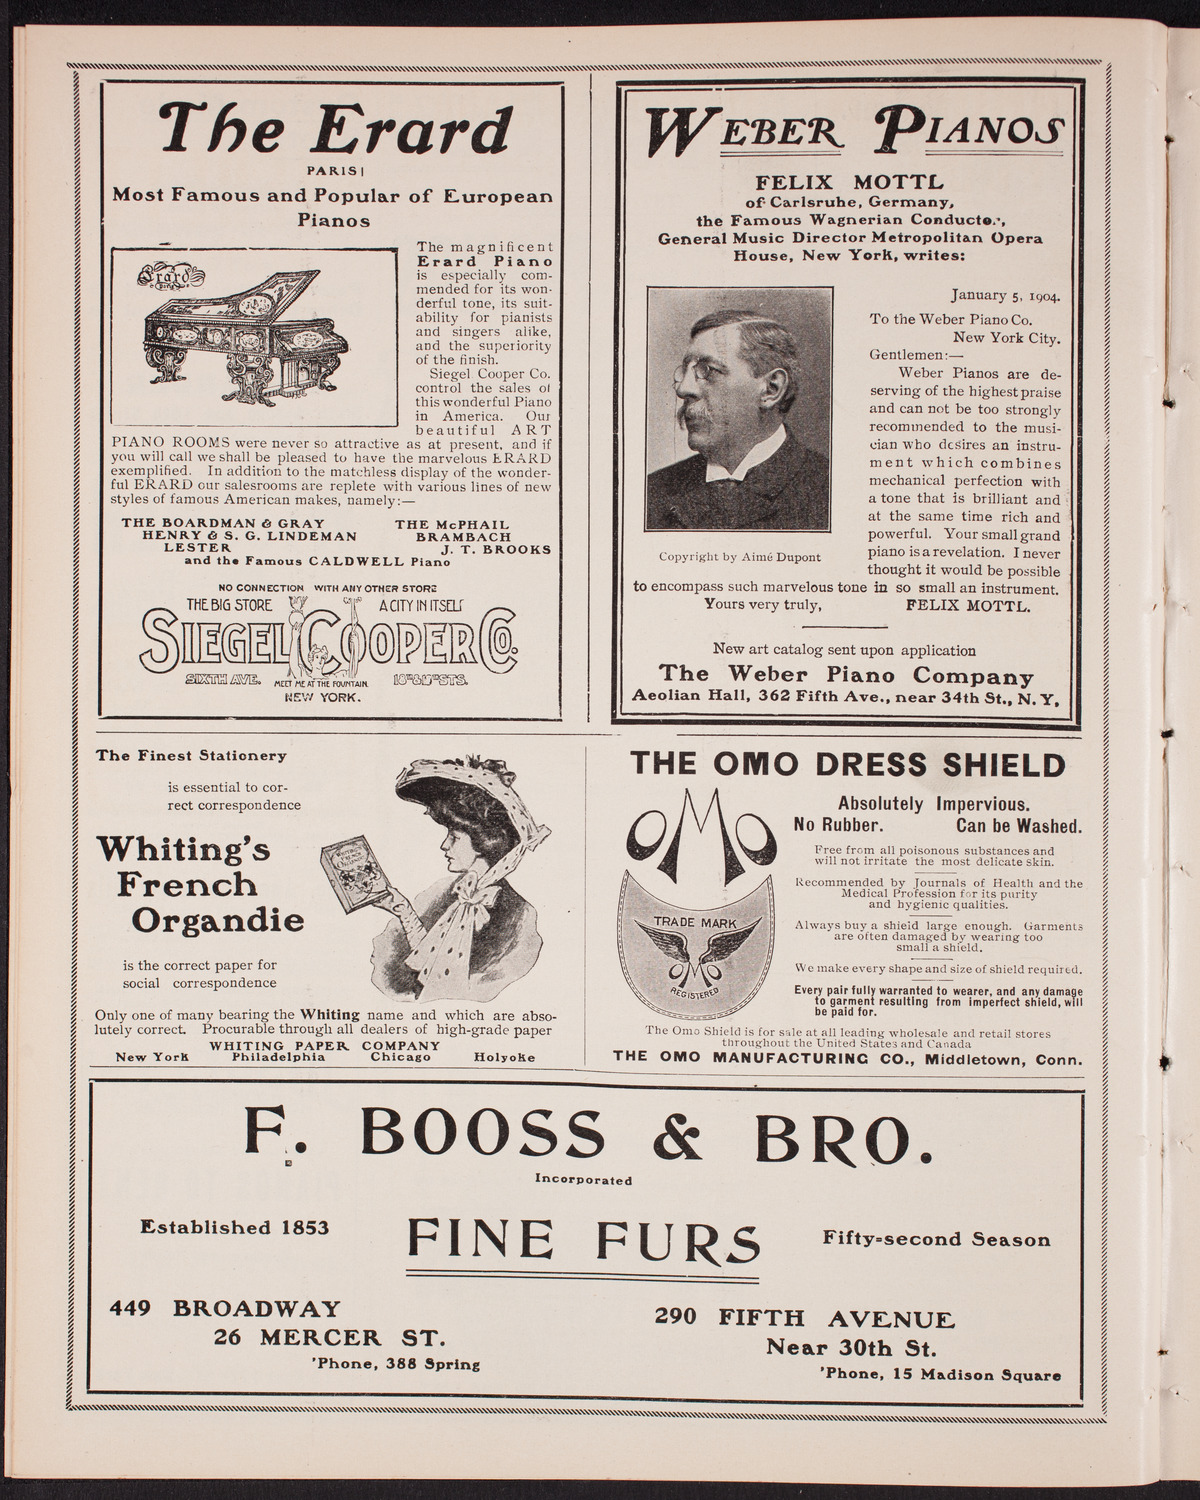 The Erard
PARIS
Most Famous and Popular of European
Pianos
Erard
The magnificent
Erard Piano
is especially com-
mended for its won-
derful tone, its suit-
ability for pianists
and singers alike,
and the superiority
of the finish.
Siegel Cooper Co.
control the sales of
this wonderful Piano
in America. Our
beautiful ART
PIANO ROOMS were never so attractive as at present, and if
you will call we shall be pleased to have the marvelous ERARD
exemplified. In addition to the matchless display of the wonder-
ful ERARD our salesrooms are replete with various lines of new
styles of famous American makes, namely:—
THE BOARDMAN & GRAY THE McPHAIL
HENRY & S. G. LINDEMAN BRAMBACH
LESTER J. T. BROOKS
and the Famous CALDWELL Piano
NO CONNECTION WITH ANY OTHER STORE
THE BIG STORE A CITY IN ITSELF
SIEGEL COOPER CO.
SIXTH AVE. MEET ME AT THE FOUNTAIN. 18TH & 19TH STS.
NEW YORK.
WEBER PIANOS
FELIX MOTTL
of Carlsruhe, Germany,
the Famous Wagnerian Conductor,
General Music Director Metropolitan Opera
House, New York, writes:
January 5, 1904.
To the Weber Piano Co.
New York City.
Gentlemen:—
Weber Pianos are de-
serving of the highest praise
and can not be too strongly
recommended to the musi-
cian who desires an instru-
ment which combines
mechanical perfection with
a tone that is brilliant and
at the same time rich and
powerful. Your small grand
piano is a revelation. I never
thought it would be possible
Copyright by Aimé Dupont
to encompass such marvelous tone in so small an instrument.
Yours very truly, FELIX MOTTL.
New art catalog sent upon application
The Weber Piano Company
Aeolian Hall, 362 Fifth Ave., near 34th St., N. Y.
The Finest Stationery
is essential to cor-
rect correspondence
Whiting's
French
Organdie
is the correct paper for
social correspondence
WHITING'S
FRENCH
ORGANDIE
Only one of many bearing the Whiting name and which are abso-
lutely correct. Procurable through all dealers of high-grade paper
WHITING PAPER COMPANY
New York Philadelphia Chicago Holyoke
THE OMO DRESS SHIELD
OMO
TRADE MARK
OMO
REGISTERED
Absolutely Impervious.
No Rubber. Can be Washed.
Free from all poisonous substances and
will not irritate the most delicate skin.
Recommended by Journals of Health and the
Medical Profession for its purity
and hygienic qualities.
Always buy a shield large enough. Garments
are often damaged by wearing too
small a shield.
We make every shape and size of shield required.
Every pair fully warranted to wearer, and any damage
to garment resulting from imperfect shield, will
be paid for.
The Omo Shield is for sale at all leading wholesale and retail stores
throughout the United States and Canada
THE OMO MANUFACTURING CO., Middletown, Conn.
F. BOOSS & BRO.
Incorporated
Established 1853 FINE FURS Fifty-second Season
449 BROADWAY
26 MERCER ST.
'Phone, 388 Spring
290 FIFTH AVENUE
Near 30th St.
'Phone, 15 Madison Square